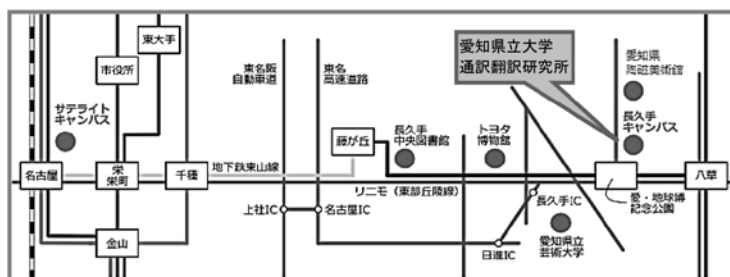 東大手
市役所
サテライト
キャンパス
名古屋
栄
栄町
千種
金山
地下鉄東山線
東名阪
自動車道
東名
高速道路
上社IC
名古屋IC
藤が丘
長久手
中央図書館
トヨタ
博物館
リニモ（東部丘陵線）
日進IC
長久手IC
愛知県立
芸術大学
愛知県立大学
通訳翻訳研究所
愛知県
陶磁美術館
長久手
キャンパス
愛・地球博
記念公園
八草